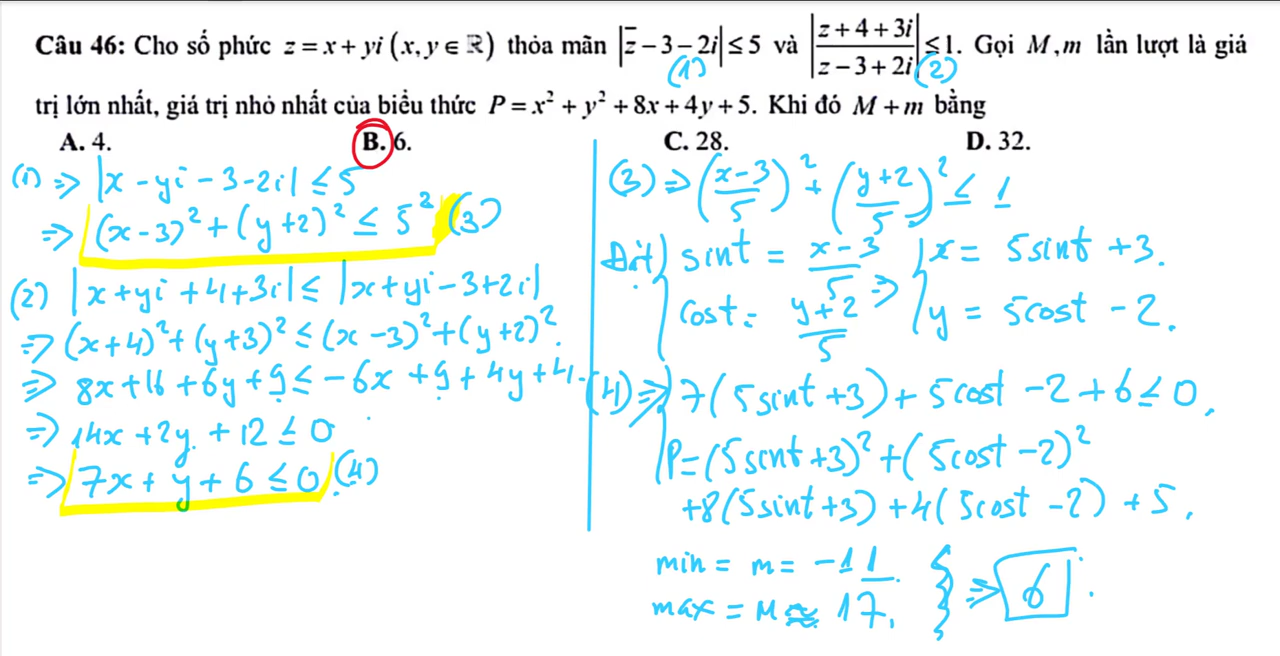 Câu 46: Cho số phức z = x + yi (x, y ∈ ℝ) thỏa mãn |z̅ − 3 − 2i| ≤ 5 và |(z + 4 + 3i)/(z − 3 + 2i)| ≤ 1. Gọi M, m lần lượt là giá
(1) (2)
trị lớn nhất, giá trị nhỏ nhất của biểu thức P = x² + y² + 8x + 4y + 5. Khi đó M + m bằng
A. 4. B. 6. C. 28. D. 32.
(1) => |x − yi − 3 − 2i| ≤ 5
=> (x − 3)² + (y + 2)² ≤ 5² (3)
(2) |x + yi + 4 + 3i| ≤ |x + yi − 3 + 2i|
=> (x + 4)² + (y + 3)² ≤ (x − 3)² + (y + 2)².
=> 8x + 16 + 6y + 9 ≤ −6x + 9 + 4y + 4.
=> 14x + 2y + 12 ≤ 0
=> 7x + y + 6 ≤ 0 (4)
(3) => ((x − 3)/5)² + ((y + 2)/5)² ≤ 1
Đặt sint = (x − 3)/5 => x = 5sint + 3.
cost = (y + 2)/5 y = 5cost − 2.
(4) => 7(5sint + 3) + 5cost − 2 + 6 ≤ 0,
P = (5sint + 3)² + (5cost − 2)²
+ 8(5sint + 3) + 4(5cost − 2) + 5.
min = m = −11
max = M ≈ 17.
=> 6